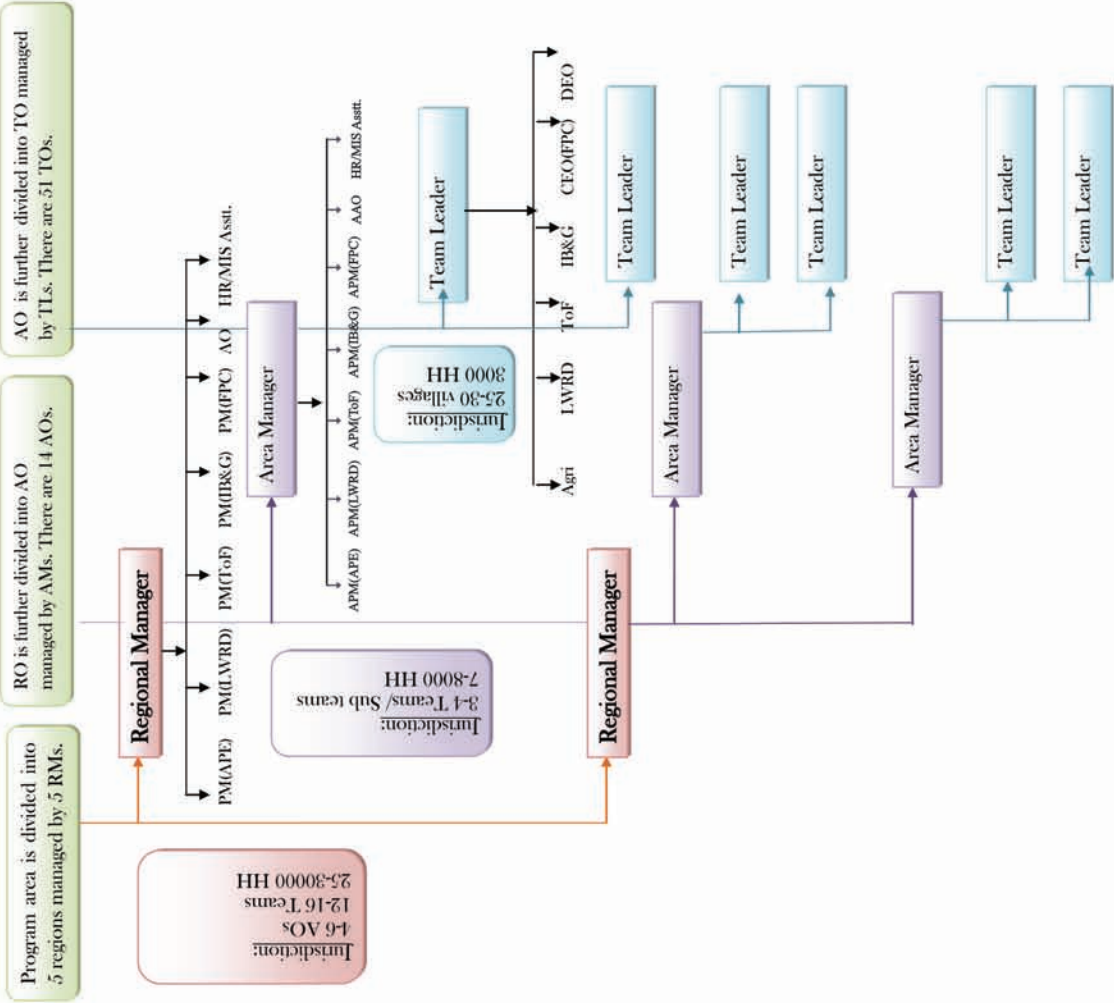 Program area is divided into
5 regions managed by 5 RMs.
RO is further divided into AO
managed by AMs. There are 14 AOs.
AO is further divided into TO managed
by TLs. There are 51 TOs.
Regional Manager
PM(APE)
PM(LWRD)
PM(ToF)
PM(IB&G)
PM(FPC)
AO
HR/MIS Asstt.
Jurisdiction:
4-6 AOs
12-16 Teams
25-30000 HH
Area Manager
APM(APE)
APM(LWRD)
APM(ToF)
APM(IB&G)
APM(FPC)
AAO
HR/MIS Asstt.
Jurisdiction:
3-4 Teams/ Sub teams
7-8000 HH
Team Leader
Jurisdiction:
25-30 villages
3000 HH
Agri
LWRD
ToF
IB&G
CEO(FPC)
DEO
Regional Manager
Team Leader
Area Manager
Team Leader
Team Leader
Area Manager
Team Leader
Team Leader